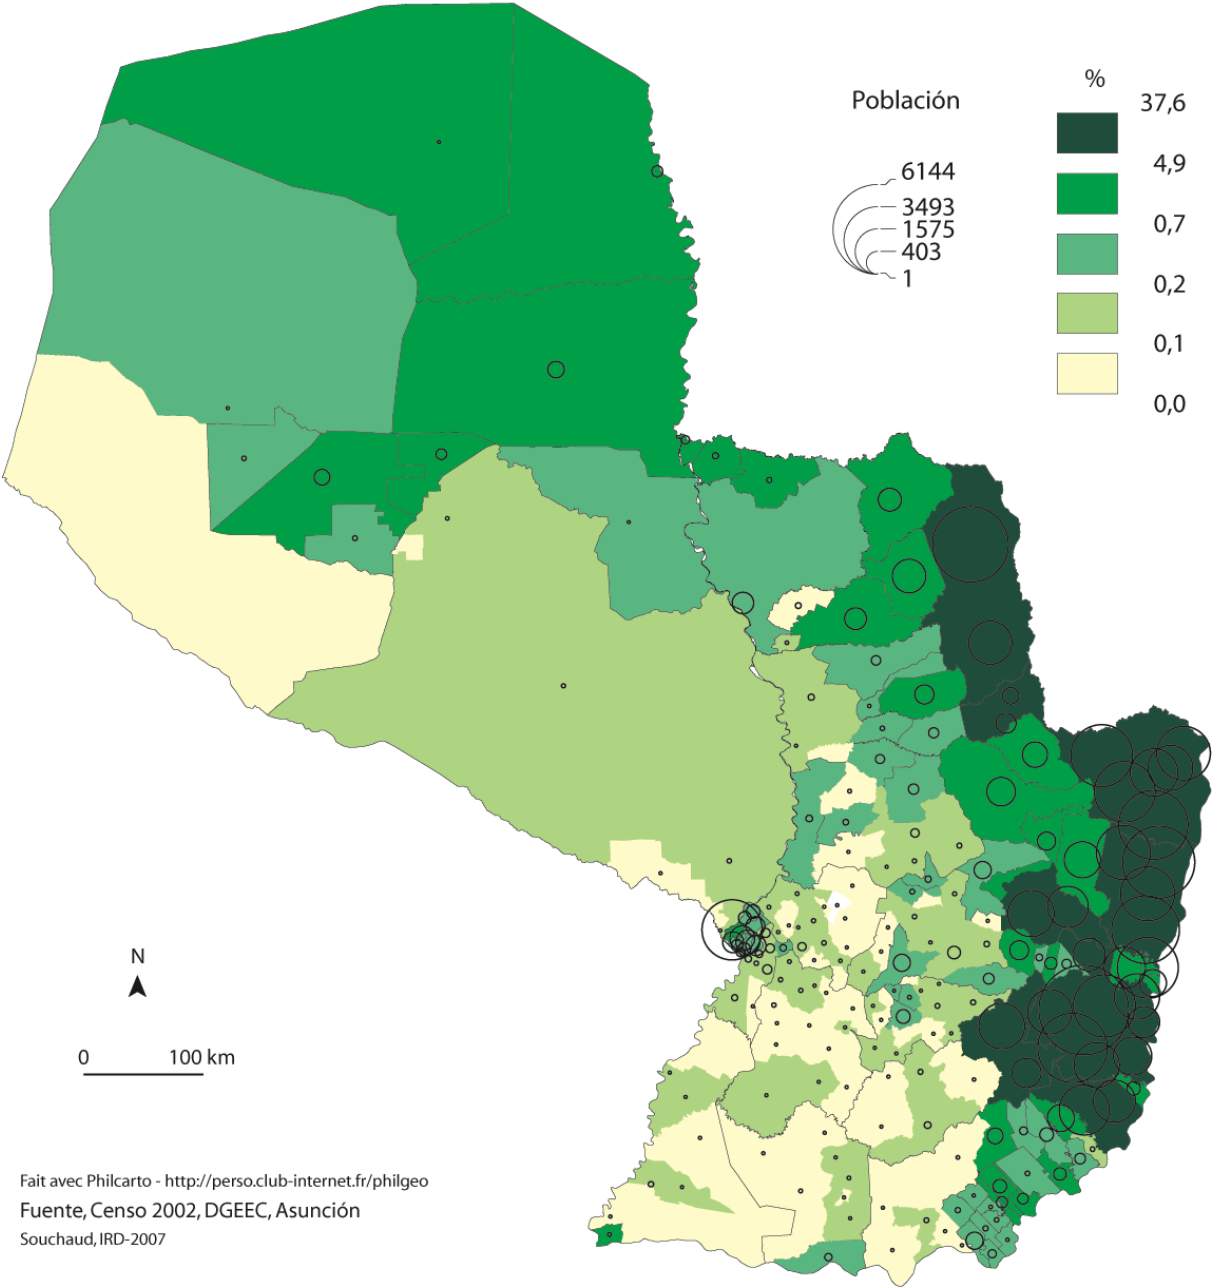 %
Población
37,6
4,9
0,7
0,2
0,1
0,0
6144
3493
1575
403
1
N
0 100 km
Fait avec Philcarto - http://perso.club-internet.fr/philgeo
Fuente, Censo 2002, DGEEC, Asunción
Souchaud, IRD-2007